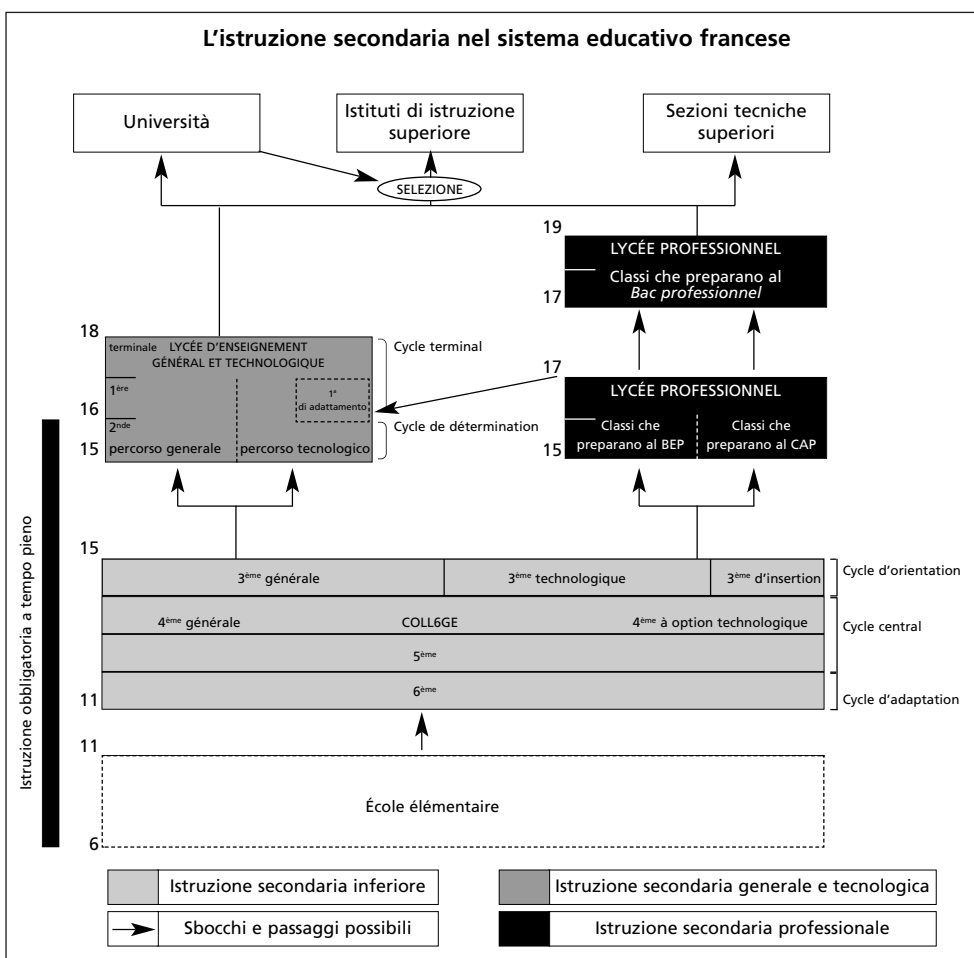 L'istruzione secondaria nel sistema educativo francese
Università
Istituti di istruzione
superiore
Sezioni tecniche
superiori
SELEZIONE
19
LYCÉE PROFESSIONNEL
Classi che preparano al
Bac professionnel
17
18
terminale LYCÉE D'ENSEIGNEMENT
GÉNÉRAL ET TECHNOLOGIQUE
1ère
1ª
di adattamento
16
2nde
15
percorso generale
percorso tecnologico
Cycle terminal
Cycle de détermination
17
LYCÉE PROFESSIONNEL
Classi che
preparano al BEP
Classi che
preparano al CAP
15
Istruzione obbligatoria a tempo pieno
15
3ème générale
3ème technologique
3ème d'insertion
Cycle d'orientation
4ème générale
COLL6GE
4ème à option technologique
Cycle central
5ème
11
6ème
Cycle d'adaptation
11
École élémentaire
6
Istruzione secondaria inferiore
Istruzione secondaria generale e tecnologica
Sbocchi e passaggi possibili
Istruzione secondaria professionale